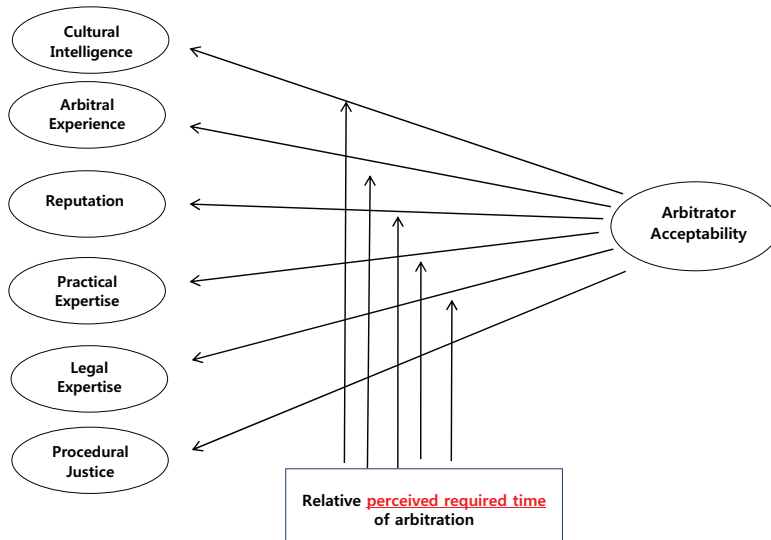 Cultural
Intelligence
Arbitral
Experience
Reputation
Practical
Expertise
Legal
Expertise
Procedural
Justice
Arbitrator
Acceptability
Relative perceived required time
of arbitration